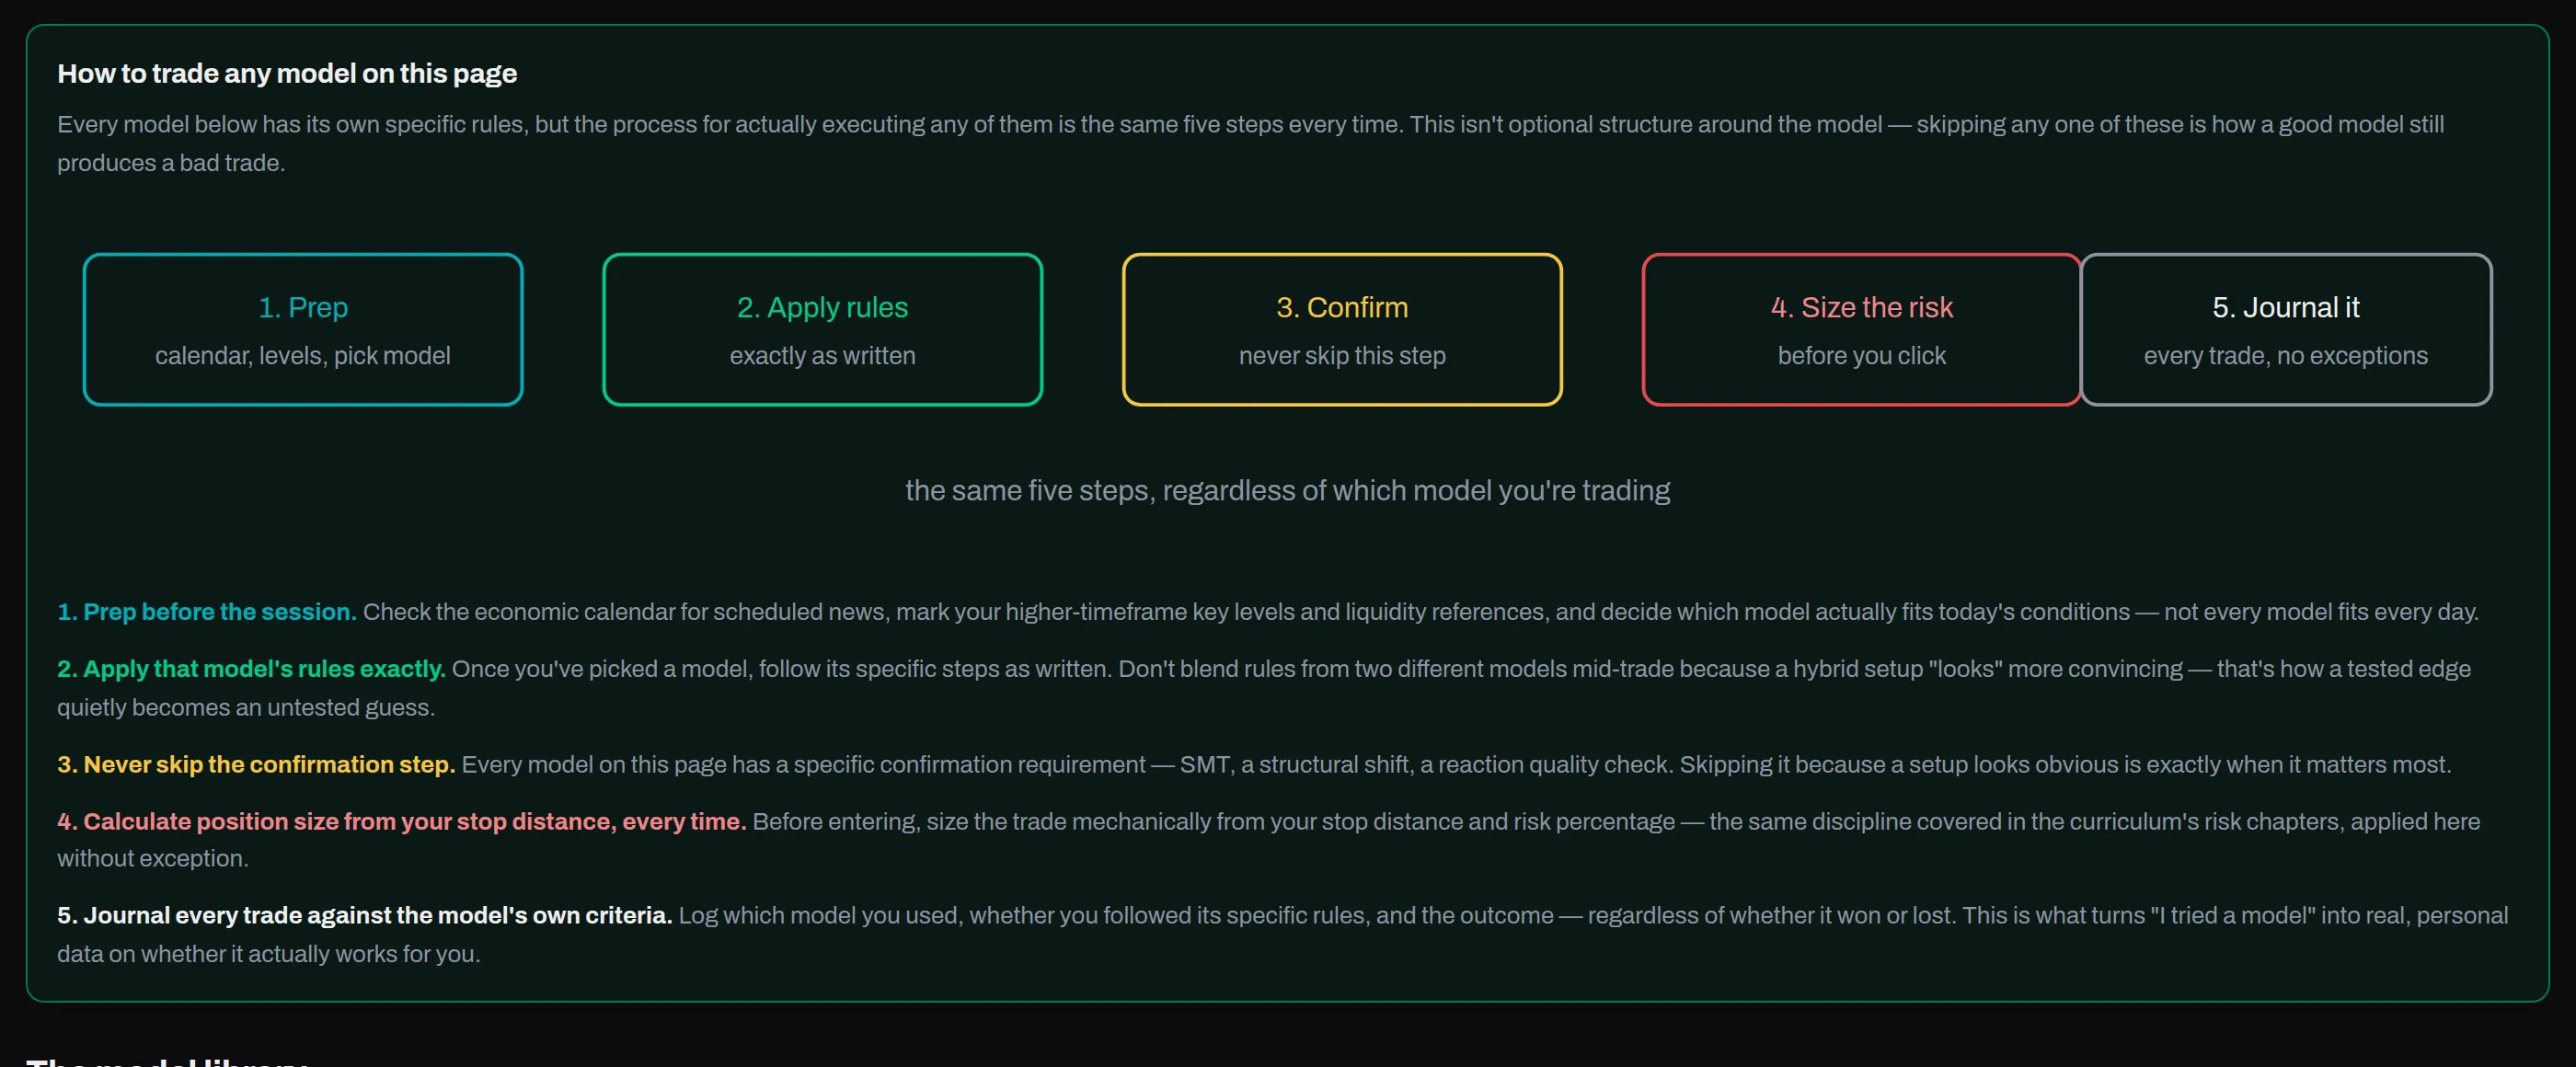 How to trade any model on this page
Every model below has its own specific rules, but the process for actually executing any of them is the same five steps every time. This isn't optional structure around the model — skipping any one of these is how a good model still
produces a bad trade.
1. Prep
calendar, levels, pick model
2. Apply rules
exactly as written
3. Confirm
never skip this step
4. Size the risk
before you click
5. Journal it
every trade, no exceptions
the same five steps, regardless of which model you're trading
1. Prep before the session. Check the economic calendar for scheduled news, mark your higher-timeframe key levels and liquidity references, and decide which model actually fits today's conditions — not every model fits every day.
2. Apply that model's rules exactly. Once you've picked a model, follow its specific steps as written. Don't blend rules from two different models mid-trade because a hybrid setup "looks" more convincing — that's how a tested edge
quietly becomes an untested guess.
3. Never skip the confirmation step. Every model on this page has a specific confirmation requirement — SMT, a structural shift, a reaction quality check. Skipping it because a setup looks obvious is exactly when it matters most.
4. Calculate position size from your stop distance, every time. Before entering, size the trade mechanically from your stop distance and risk percentage — the same discipline covered in the curriculum's risk chapters, applied here
without exception.
5. Journal every trade against the model's own criteria. Log which model you used, whether you followed its specific rules, and the outcome — regardless of whether it won or lost. This is what turns "I tried a model" into real, personal
data on whether it actually works for you.
The model library